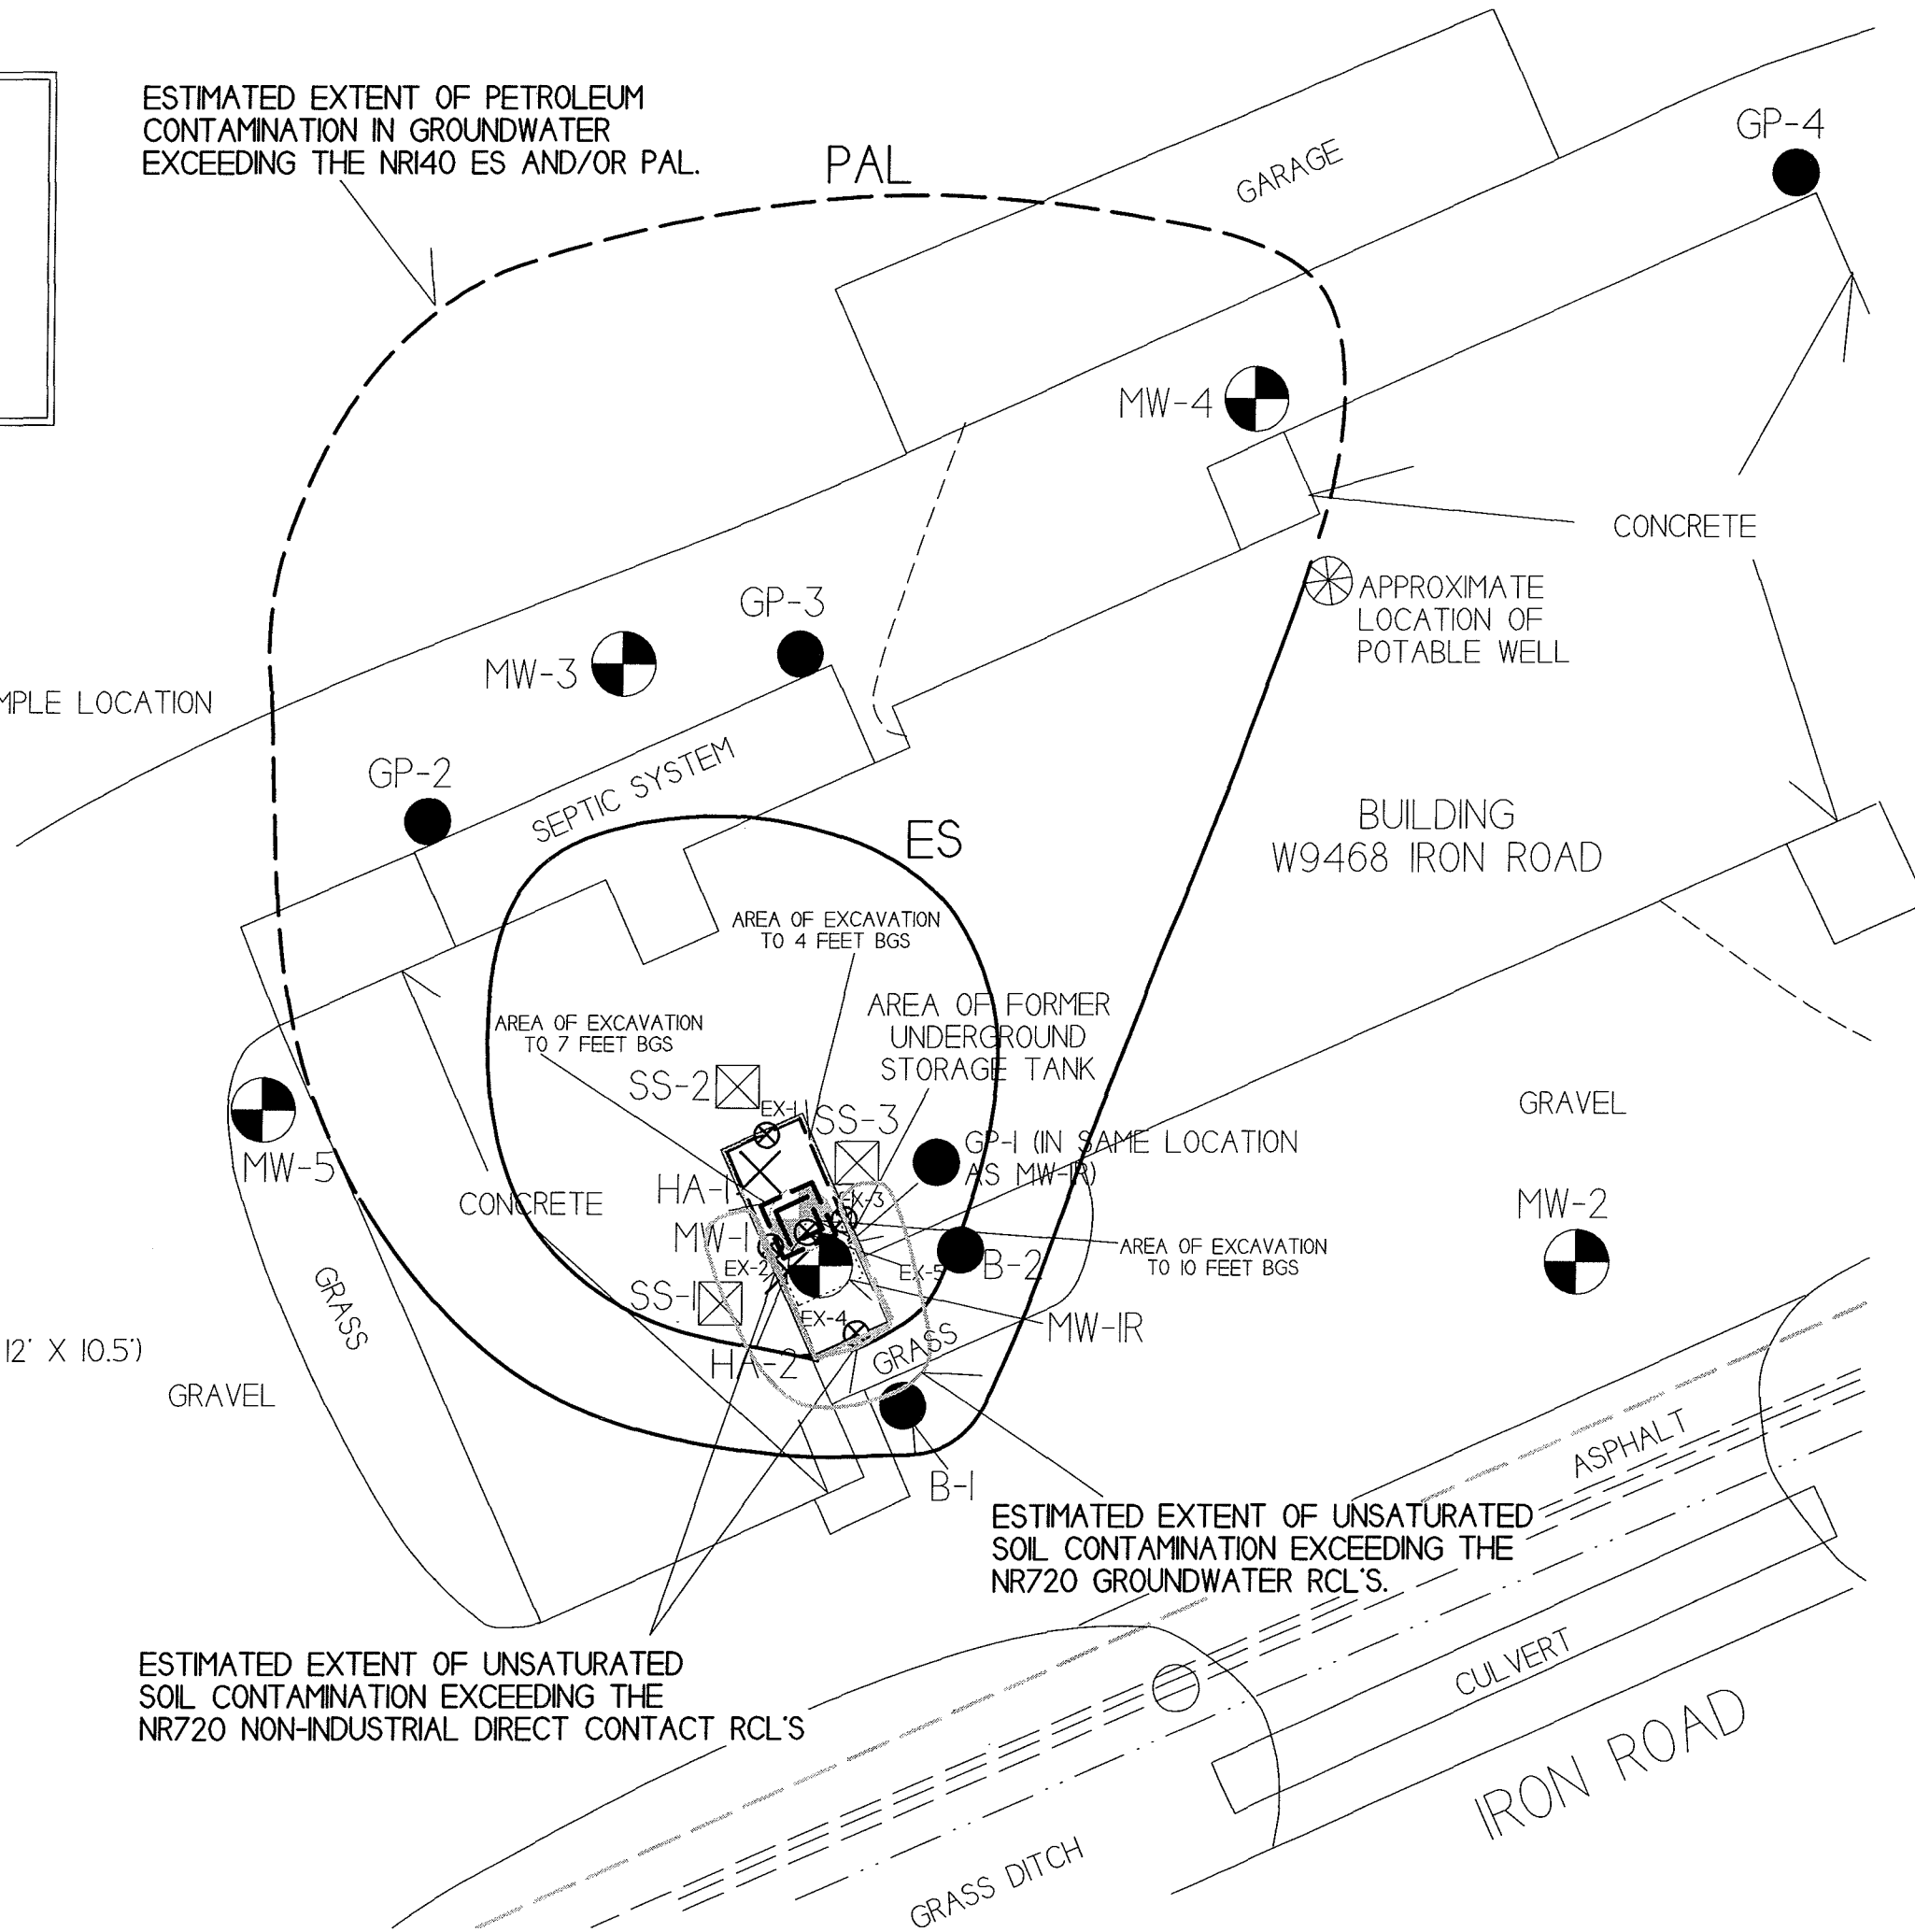 ESTIMATED EXTENT OF PETROLEUM
CONTAMINATION IN GROUNDWATER
EXCEEDING THE NR140 ES AND/OR PAL.
PAL
GARAGE
GP-4
MW-4
CONCRETE
APPROXIMATE
LOCATION OF
POTABLE WELL
GP-3
MW-3
MPLE LOCATION
GP-2
SEPTIC SYSTEM
ES
BUILDING
W9468 IRON ROAD
AREA OF EXCAVATION
TO 4 FEET BGS
AREA OF FORMER
UNDERGROUND
STORAGE TANK
AREA OF EXCAVATION
TO 7 FEET BGS
SS-2
EX-1
SS-3
GRAVEL
GP-1 (IN SAME LOCATION
AS MW-1R)
MW-5
HA-1
CONCRETE
EX-3
MW-2
MW-1
EX-2
EX-5
B-2
AREA OF EXCAVATION
TO 10 FEET BGS
SS-1
EX-4
MW-1R
GRASS
HA-2
GRASS
12' X 10.5')
GRAVEL
B-1
ASPHALT
ESTIMATED EXTENT OF UNSATURATED
SOIL CONTAMINATION EXCEEDING THE
NR720 GROUNDWATER RCL'S.
ESTIMATED EXTENT OF UNSATURATED
SOIL CONTAMINATION EXCEEDING THE
NR720 NON-INDUSTRIAL DIRECT CONTACT RCL'S
CULVERT
IRON ROAD
GRASS DITCH